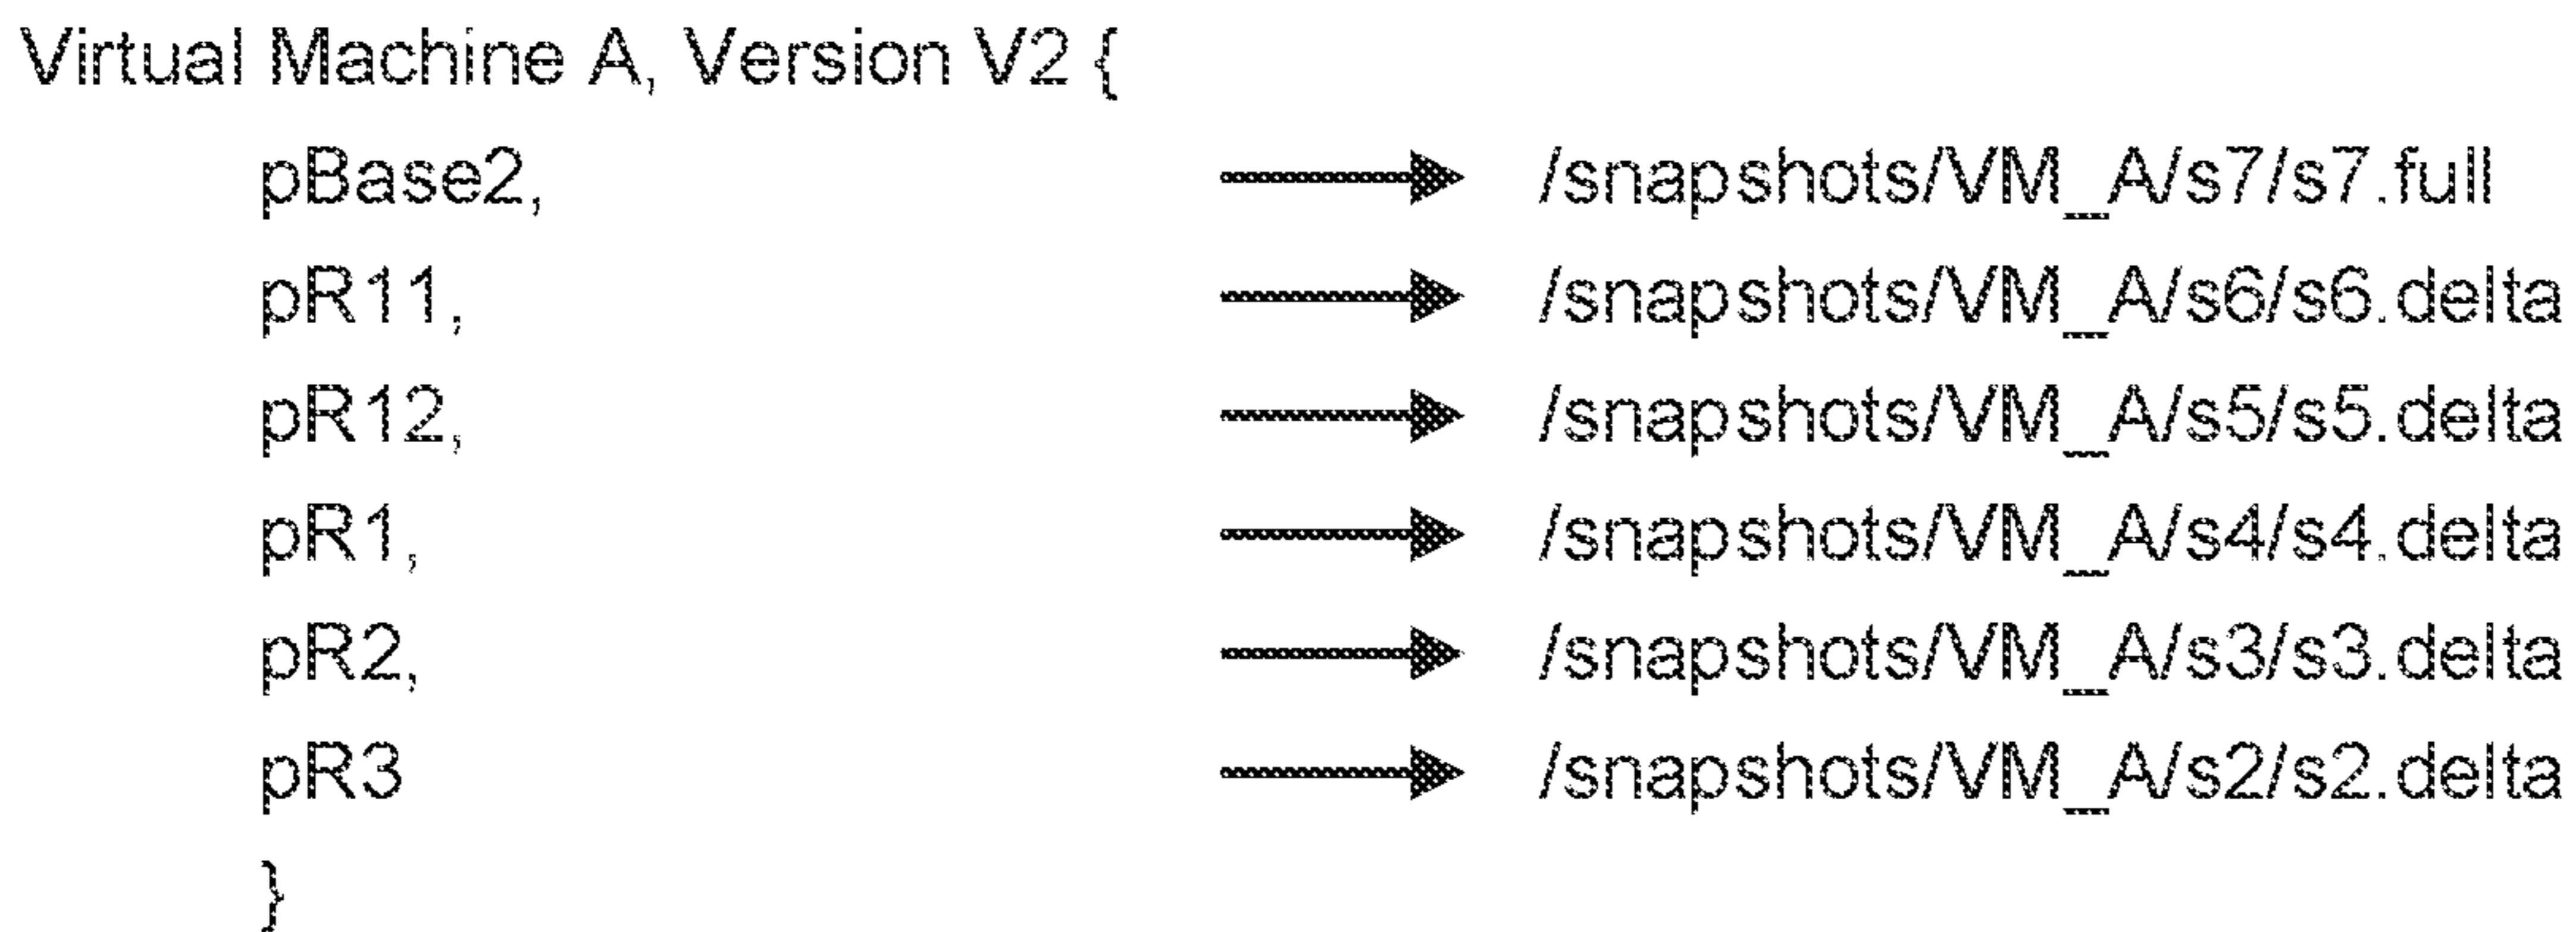 Virtual Machine A, Version V2 {
pBase2, /snapshots/VM_A/s7/s7.full
pR11, /snapshots/VM_A/s6/s6.delta
pR12, /snapshots/VM_A/s5/s5.delta
pR1, /snapshots/VM_A/s4/s4.delta
pR2, /snapshots/VM_A/s3/s3.delta
pR3 /snapshots/VM_A/s2/s2.delta
}